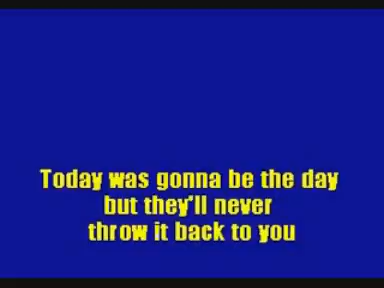 Today was gonna be the day
but they'll never
throw it back to you